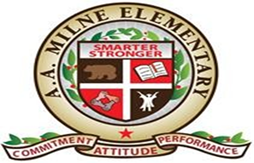 A.A. MILNE ELEMENTARY
SMARTER
STRONGER
COMMITMENT ATTITUDE PERFORMANCE